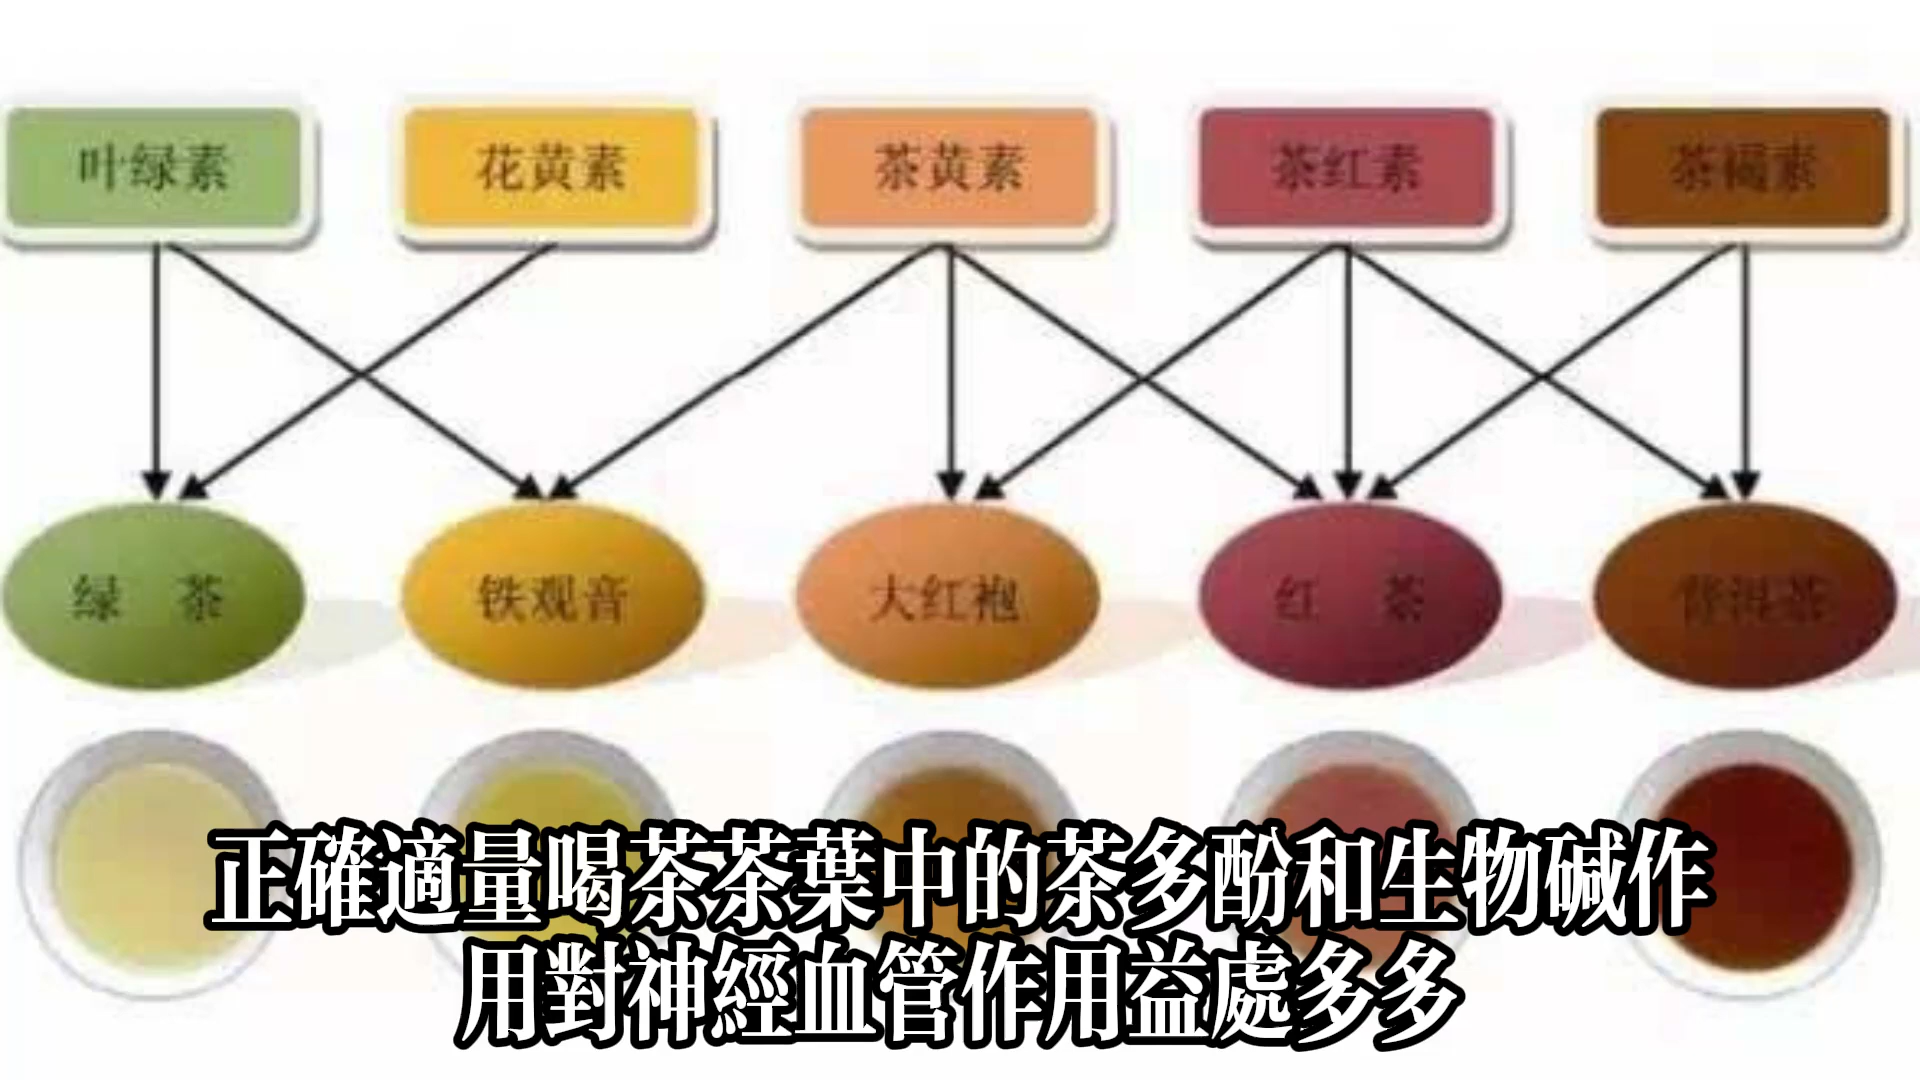 叶绿素
花黄素
茶黄素
茶红素
茶褐素
绿 茶
铁观音
大红袍
红 茶
普洱茶
正確適量喝茶茶葉中的茶多酚和生物碱作
用對神經血管作用益處多多